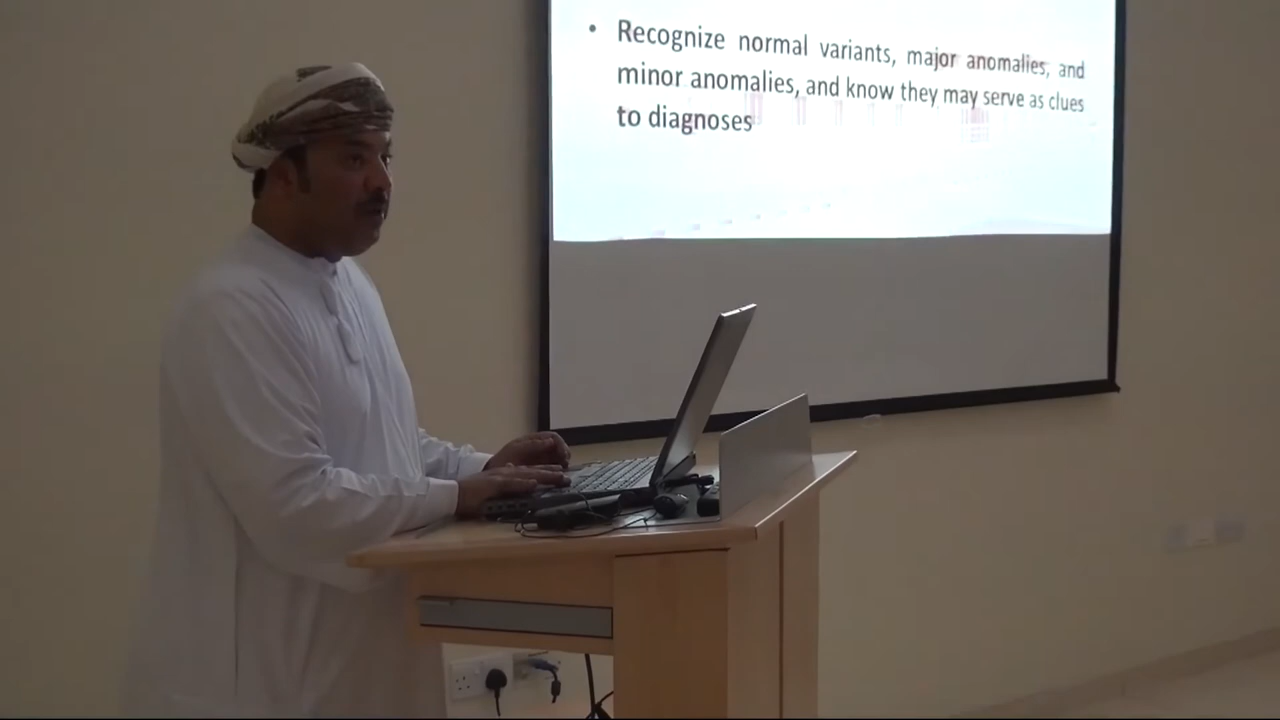 • Recognize normal variants, major anomalies, and
minor anomalies, and know they may serve as clues
to diagnoses